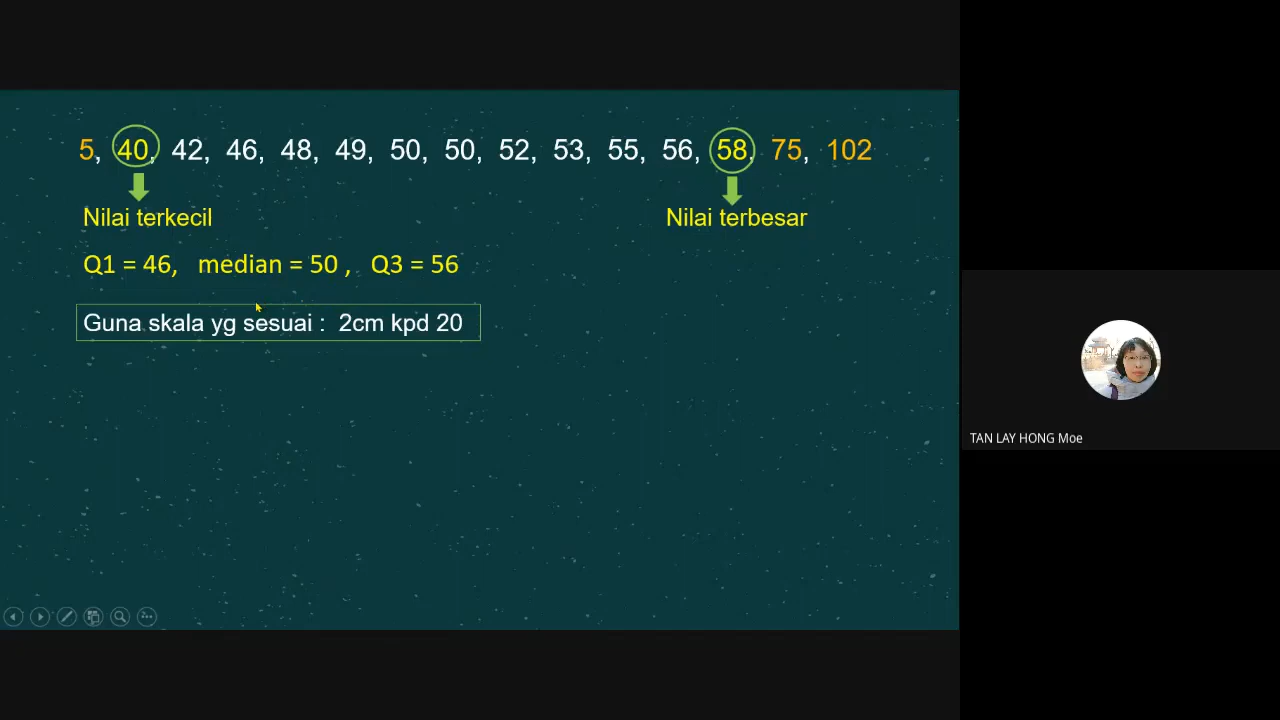 5, 40, 42, 46, 48, 49, 50, 50, 52, 53, 55, 56, 58, 75, 102
Nilai terkecil
Nilai terbesar
Q1 = 46, median = 50 , Q3 = 56
Guna skala yg sesuai : 2cm kpd 20
TAN LAY HONG Moe